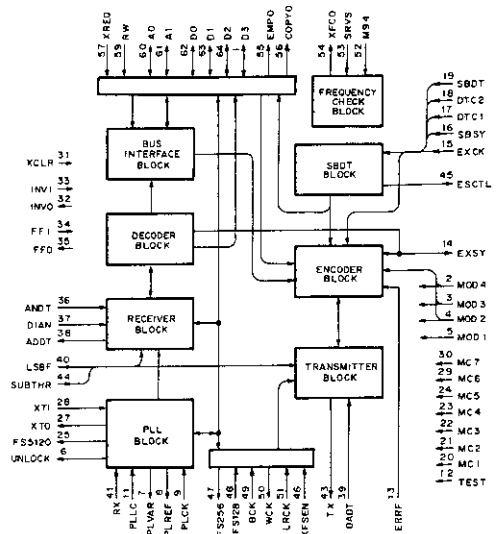 57 XREQ
59 RW
60 A0
61 A1
62 D0
63 D1
64 D2
1 D3
55 EMPO
56 COPYO
54 XFCO
53 SRVS
52 M94
FREQUENCY CHECK BLOCK
19 SBDT
18 DTC2
17 DTC1
16 SBSY
15 EXCK
BUS INTERFACE BLOCK
SBDT BLOCK
45 ESCTL
XCLR 31
INVI 33
INVO 32
FFI 34
FFO 35
DECODER BLOCK
ENCODER BLOCK
14 EXSY
2 MOD4
3 MOD3
4 MOD2
5 MOD1
ANDT 36
DIAN 37
ADDT 38
RECEIVER BLOCK
LSBF 40
SUBTHR 44
TRANSMITTER BLOCK
30 MC7
29 MC6
24 MC5
23 MC4
22 MC3
21 MC2
20 MC1
12 TEST
XTI 28
XTO 27
FS5120 25
UNLOCK 6
PLL BLOCK
41 RX
11 PLLC
7 PLVAR
8 PLREF
9 PLCK
47 FS256
48 FS128
49 BCK
50 WCK
51 LRCK
46 XFSEN
43 TX
39 DADT
13 ERRF